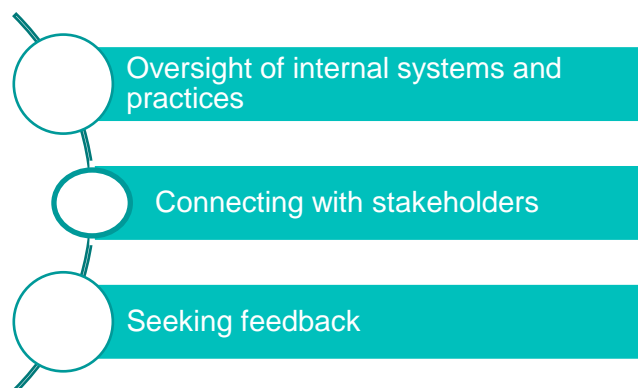 Oversight of internal systems and
practices
Connecting with stakeholders
Seeking feedback